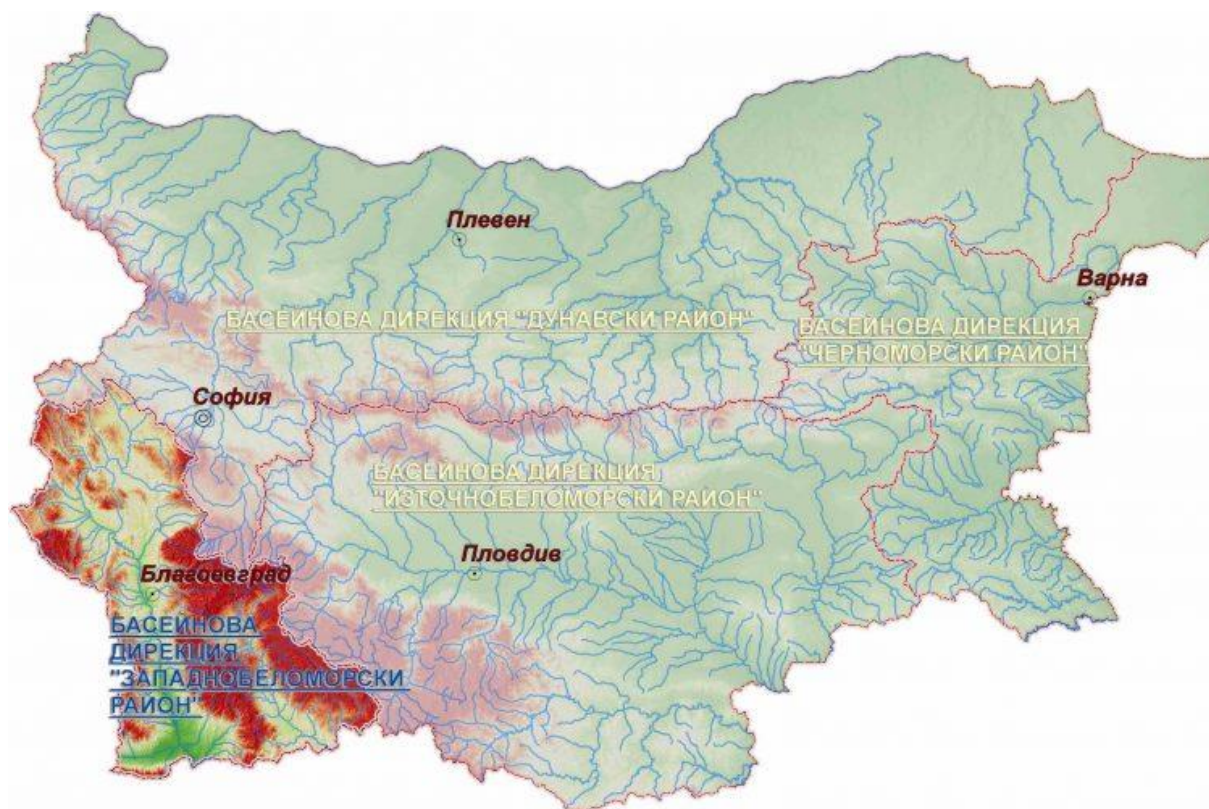 Плевен
Варна
БАСЕЙНОВА ДИРЕКЦИЯ "ДУНАВСКИ РАЙОН"
БАСЕЙНОВА ДИРЕКЦИЯ
"ЧЕРНОМОРСКИ РАЙОН"
София
БАСЕЙНОВА ДИРЕКЦИЯ
"ИЗТОЧНОБЕЛОМОРСКИ РАЙОН"
Пловдив
Благоевград
БАСЕЙНОВА
ДИРЕКЦИЯ
"ЗАПАДНОБЕЛОМОРСКИ
РАЙОН"